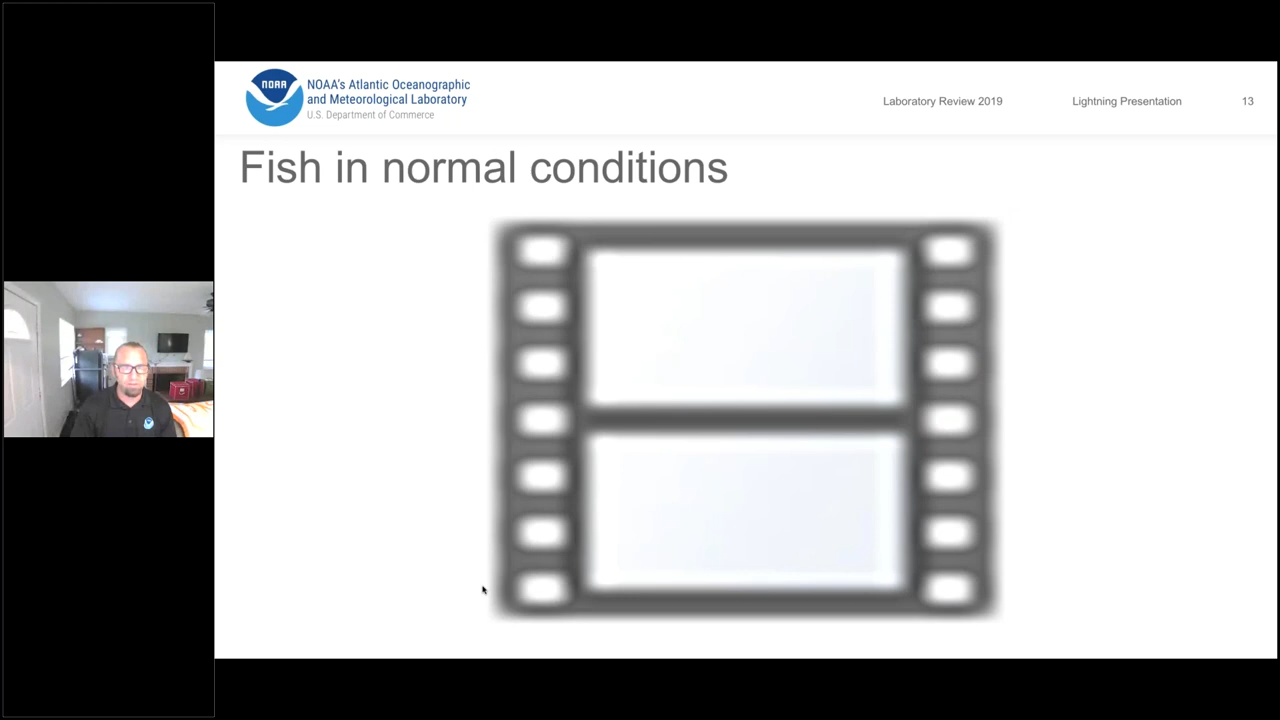 NOAA
NOAA's Atlantic Oceanographic
and Meteorological Laboratory
U.S. Department of Commerce
Laboratory Review 2019
Lightning Presentation
13
Fish in normal conditions